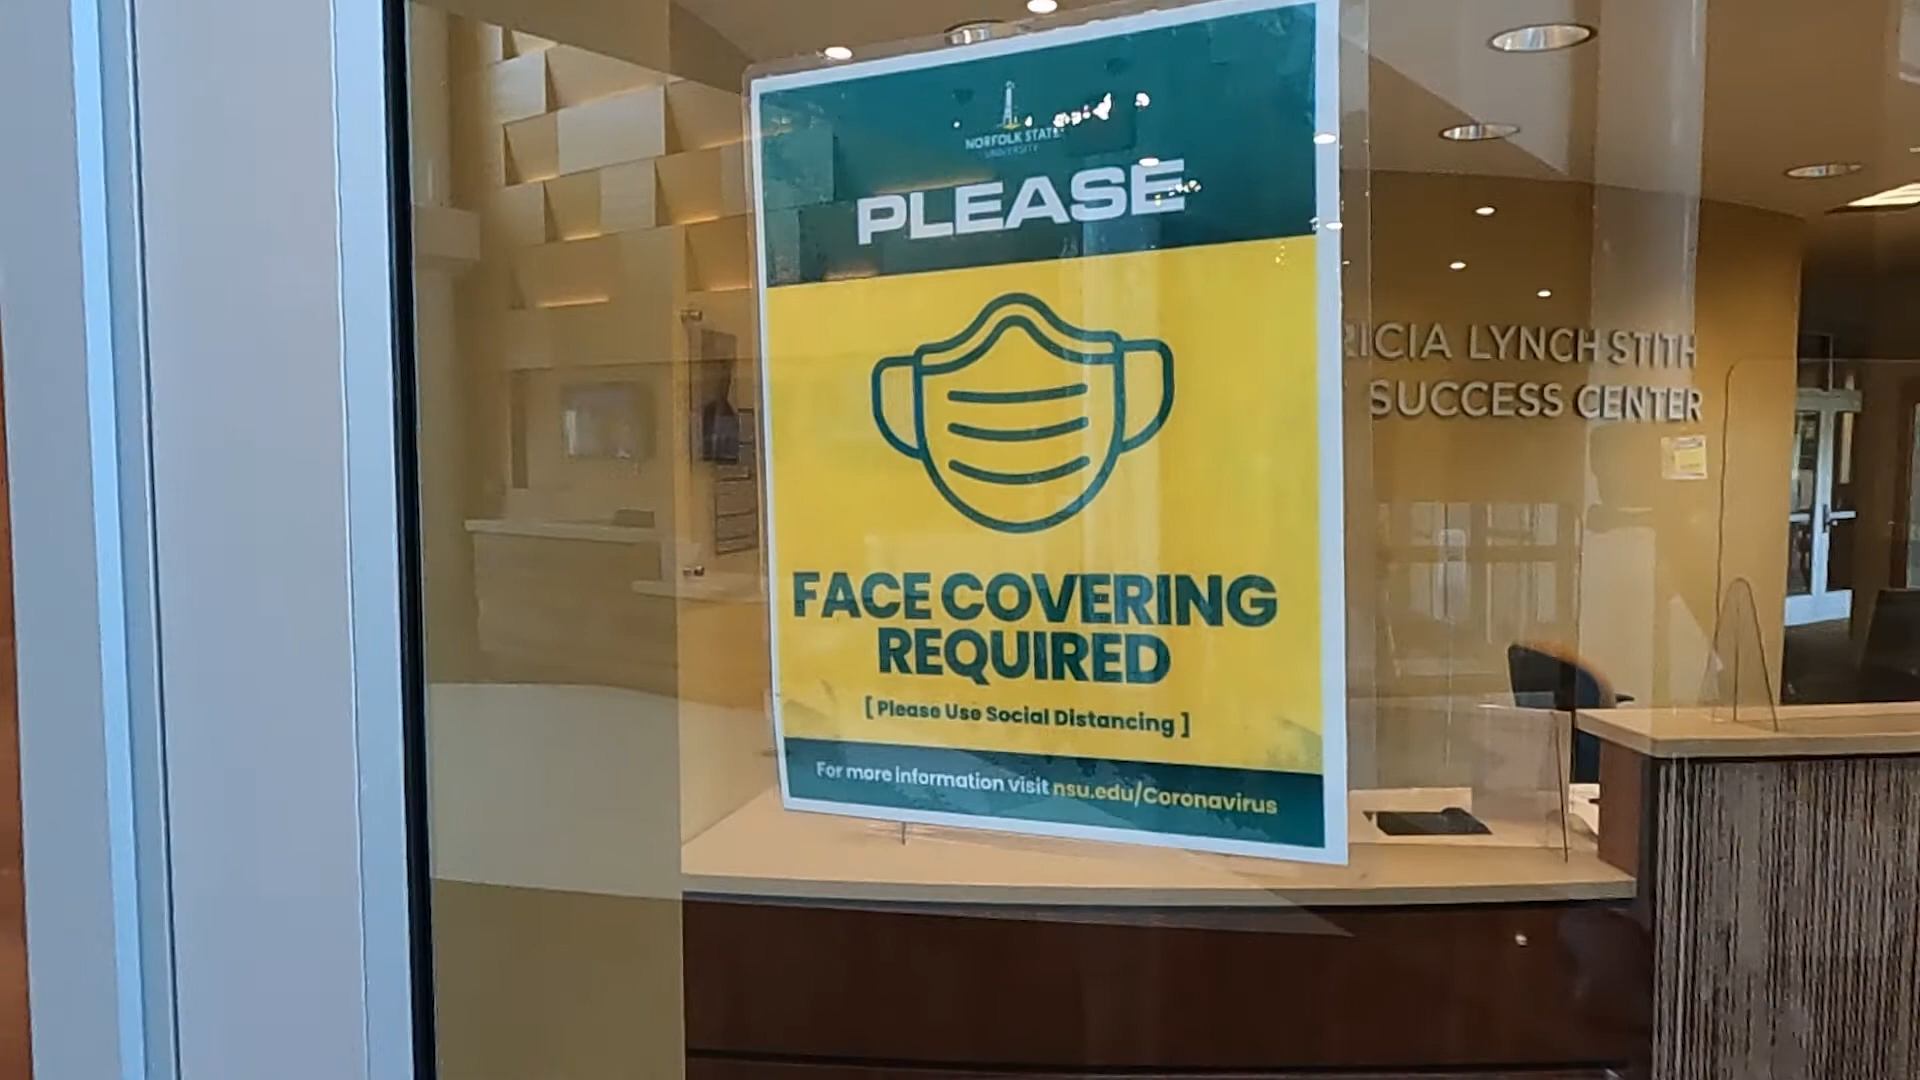 NORFOLK STATE
UNIVERSITY
PLEASE
FACE COVERING
REQUIRED
[ Please Use Social Distancing ]
For more information visit nsu.edu/Coronavirus
RICIA LYNCH STITH
SUCCESS CENTER